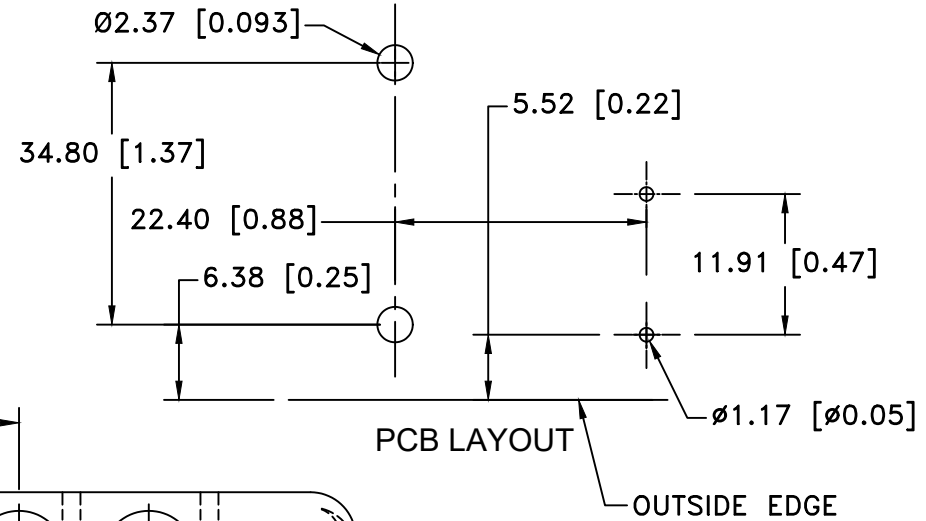 Ø2.37 [0.093]
5.52 [0.22]
34.80 [1.37]
22.40 [0.88]
6.38 [0.25]
11.91 [0.47]
ø1.17 [ø0.05]
PCB LAYOUT
OUTSIDE EDGE